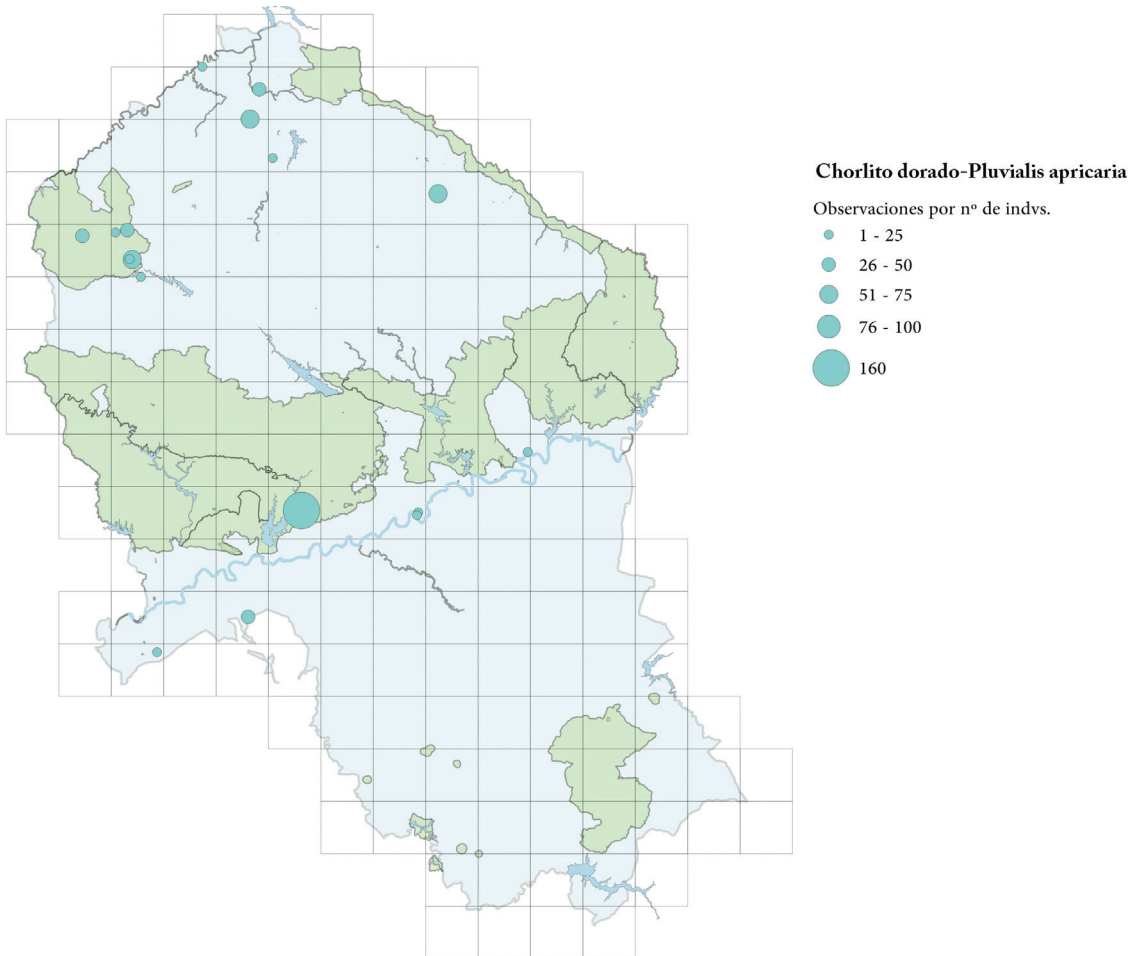 Chorlito dorado-Pluvialis apricaria
Observaciones por nº de indvs.
1 - 25
26 - 50
51 - 75
76 - 100
160